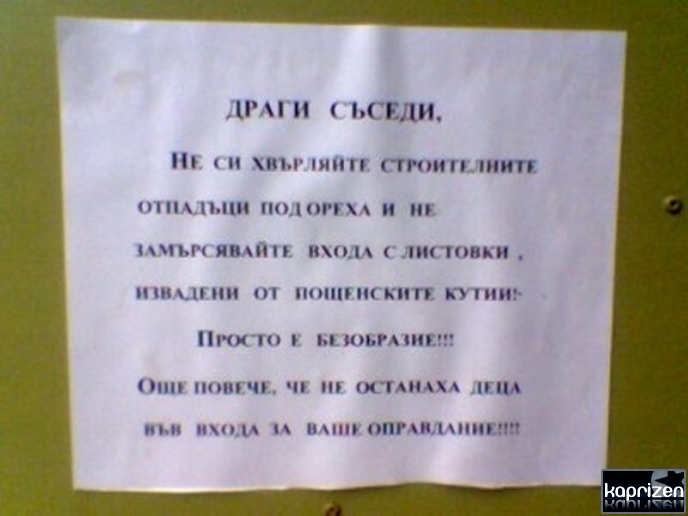 ДРАГИ СЪСЕДИ,
НЕ СИ ХВЪРЛЯЙТЕ СТРОИТЕЛНИТЕ
ОТПАДЪЦИ ПОД ОРЕХА И НЕ
ЗАМЪРСЯВАЙТЕ ВХОДА С ЛИСТОВКИ ,
ИЗВАДЕНИ ОТ ПОЩЕНСКИТЕ КУТИИ!
ПРОСТО Е БЕЗОБРАЗИЕ!!!
ОЩЕ ПОВЕЧЕ, ЧЕ НЕ ОСТАНАХА ДЕЦА
ВЪВ ВХОДА ЗА ВАШЕ ОПРАВДАНИЕ!!!!
kaprizen